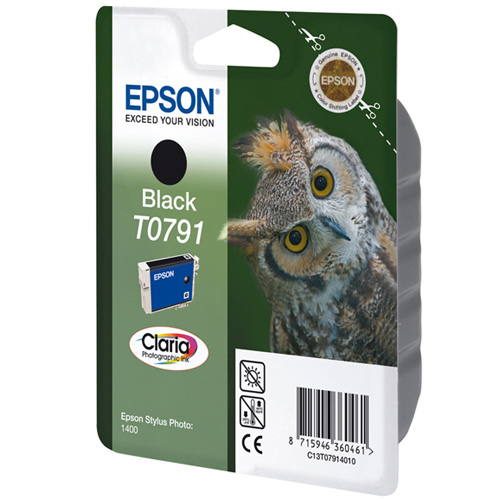 Genuine Epson
EPSON
Color Shifting Label
EPSON®
EXCEED YOUR VISION
Black
T0791
EPSON
Claria
Photographic Ink
Epson Stylus Photo:
1400
8 715946 360461 >
C13T07914010